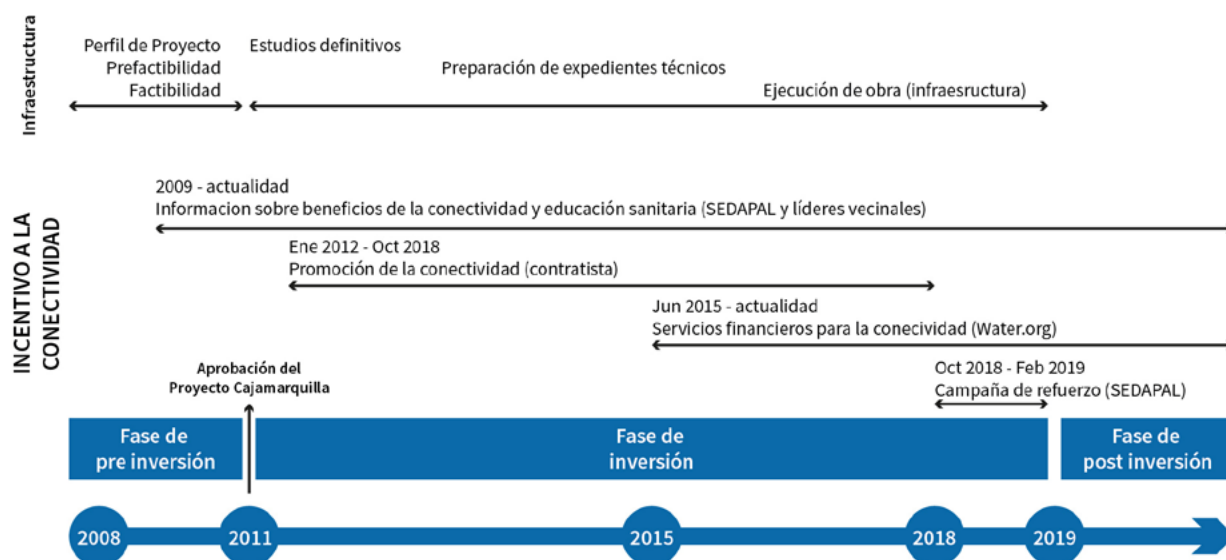 Infraestructura
Perfil de Proyecto
Prefactibilidad
Factibilidad
Estudios definitivos
Preparación de expedientes técnicos
Ejecución de obra (infraesructura)
INCENTIVO A LA
CONECTIVIDAD
2009 - actualidad
Informacion sobre beneficios de la conectividad y educación sanitaria (SEDAPAL y líderes vecinales)
Ene 2012 - Oct 2018
Promoción de la conectividad (contratista)
Jun 2015 - actualidad
Servicios financieros para la conecividad (Water.org)
Oct 2018 - Feb 2019
Campaña de refuerzo (SEDAPAL)
Aprobación del
Proyecto Cajamarquilla
Fase de
pre inversión
Fase de
inversión
Fase de
post inversión
2008
2011
2015
2018
2019